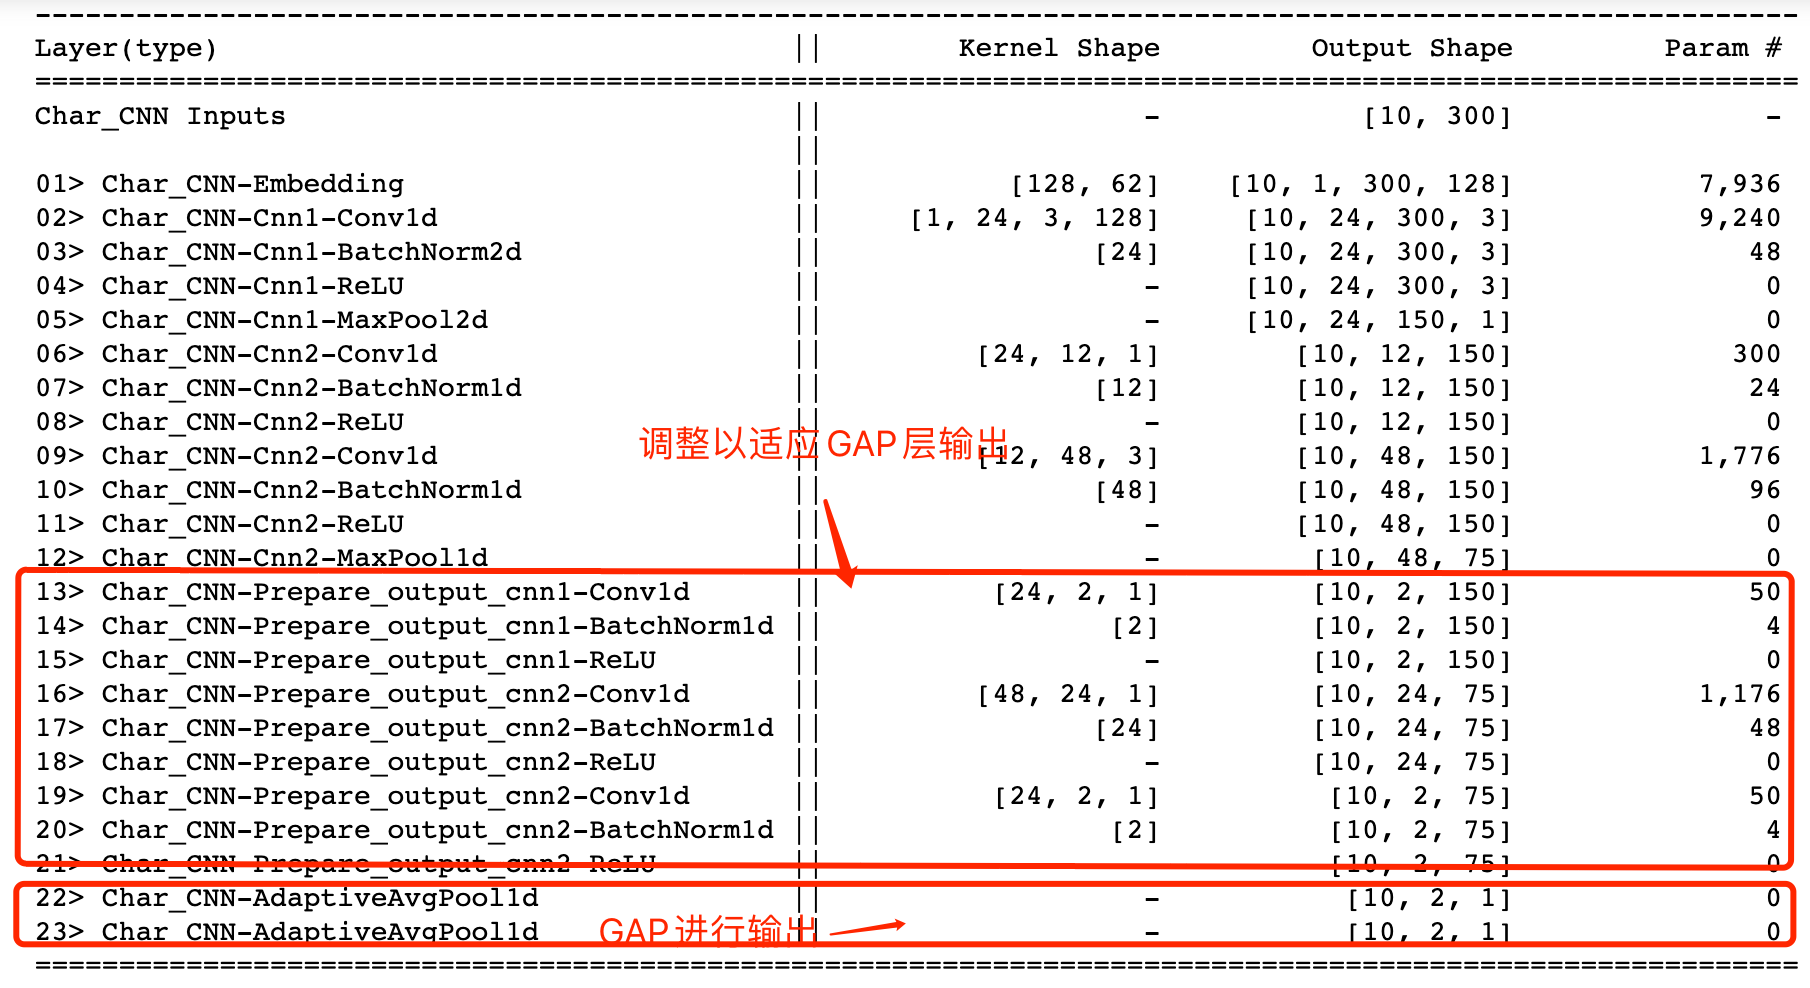 Layer(type) || Kernel Shape Output Shape Param #
Char_CNN Inputs || - [10, 300] -
||
01> Char_CNN-Embedding || [128, 62] [10, 1, 300, 128] 7,936
02> Char_CNN-Cnn1-Conv1d || [1, 24, 3, 128] [10, 24, 300, 3] 9,240
03> Char_CNN-Cnn1-BatchNorm2d || [24] [10, 24, 300, 3] 48
04> Char_CNN-Cnn1-ReLU || - [10, 24, 300, 3] 0
05> Char_CNN-Cnn1-MaxPool2d || - [10, 24, 150, 1] 0
06> Char_CNN-Cnn2-Conv1d || [24, 12, 1] [10, 12, 150] 300
07> Char_CNN-Cnn2-BatchNorm1d || [12] [10, 12, 150] 24
08> Char_CNN-Cnn2-ReLU || - [10, 12, 150] 0
调整以适应GAP层输出
09> Char_CNN-Cnn2-Conv1d || [12, 48, 3] [10, 48, 150] 1,776
10> Char_CNN-Cnn2-BatchNorm1d || [48] [10, 48, 150] 96
11> Char_CNN-Cnn2-ReLU || - [10, 48, 150] 0
12> Char_CNN-Cnn2-MaxPool1d || - [10, 48, 75] 0
13> Char_CNN-Prepare_output_cnn1-Conv1d || [24, 2, 1] [10, 2, 150] 50
14> Char_CNN-Prepare_output_cnn1-BatchNorm1d || [2] [10, 2, 150] 4
15> Char_CNN-Prepare_output_cnn1-ReLU || - [10, 2, 150] 0
16> Char_CNN-Prepare_output_cnn2-Conv1d || [48, 24, 1] [10, 24, 75] 1,176
17> Char_CNN-Prepare_output_cnn2-BatchNorm1d || [24] [10, 24, 75] 48
18> Char_CNN-Prepare_output_cnn2-ReLU || - [10, 24, 75] 0
19> Char_CNN-Prepare_output_cnn2-Conv1d || [24, 2, 1] [10, 2, 75] 50
20> Char_CNN-Prepare_output_cnn2-BatchNorm1d || [2] [10, 2, 75] 4
21> Char_CNN-Prepare_output_cnn2-ReLU || [10, 2, 75] 0
22> Char_CNN-AdaptiveAvgPool1d || - [10, 2, 1] 0
23> Char_CNN-AdaptiveAvgPool1d || - [10, 2, 1] 0
GAP进行输出